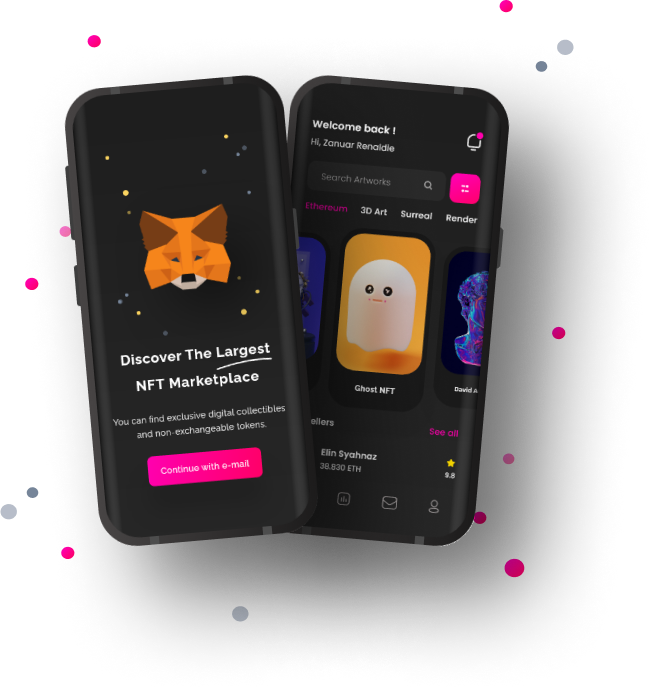 Discover The Largest
NFT Marketplace
You can find exclusive digital collectibles
and non-exchangeable tokens.
Continue with e-mail
Welcome back !
Hi, Zanuar Renaldie
Search Artworks
Ethereum 3D Art Surreal Render
Ghost NFT
David A
ellers
See all
Elin Syahnaz
38.830 ETH
9.8